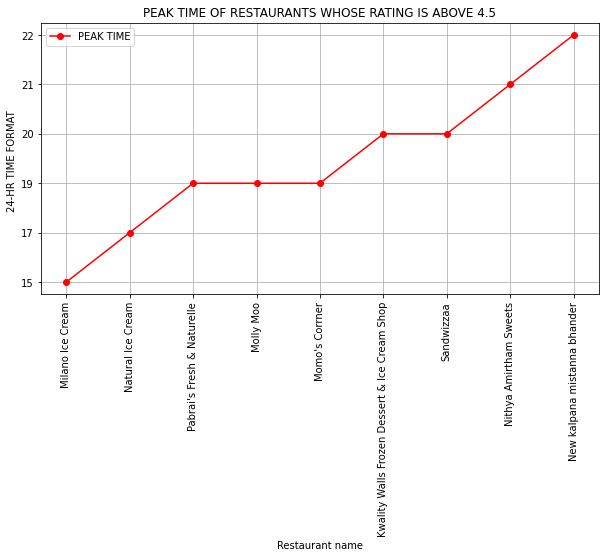 PEAK TIME OF RESTAURANTS WHOSE RATING IS ABOVE 4.5
PEAK TIME
24-HR TIME FORMAT
22
21
20
19
17
15
Milano Ice Cream
Natural Ice Cream
Pabrai's Fresh & Naturelle
Molly Moo
Momo's Corrner
Kwality Walls Frozen Dessert & Ice Cream Shop
Sandwizzaa
Nithya Amirtham Sweets
New kalpana mistanna bhander
Restaurant name